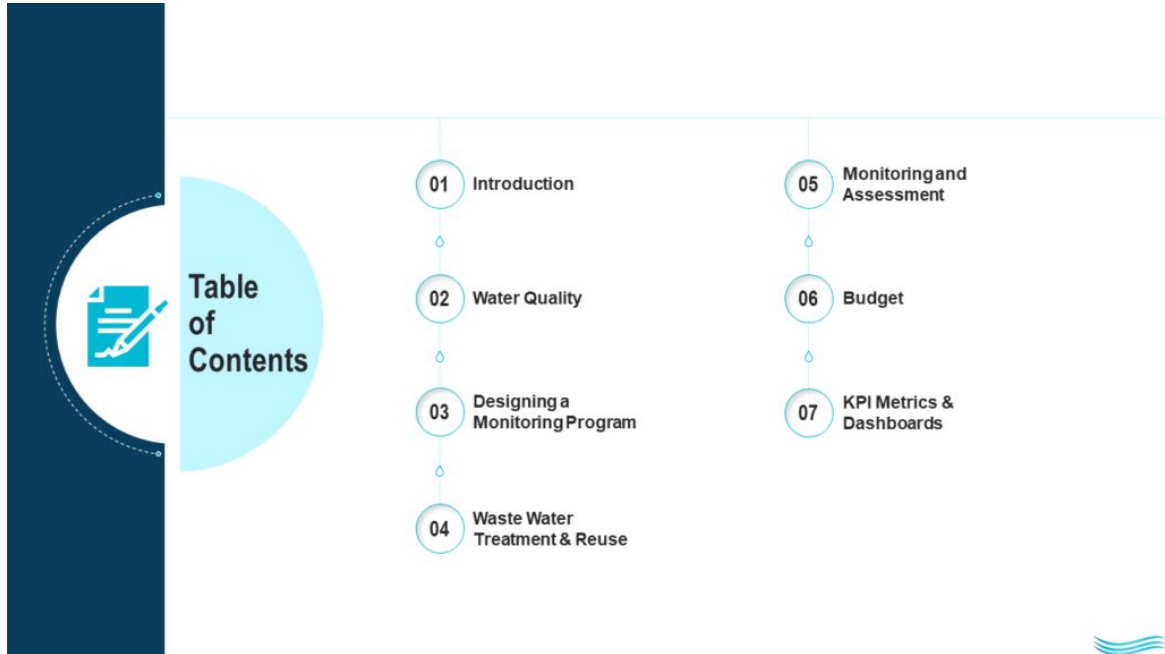 Table
of
Contents
01
Introduction
02
Water Quality
03
Designing a
Monitoring Program
04
Waste Water
Treatment & Reuse
05
Monitoring and
Assessment
06
Budget
07
KPI Metrics &
Dashboards